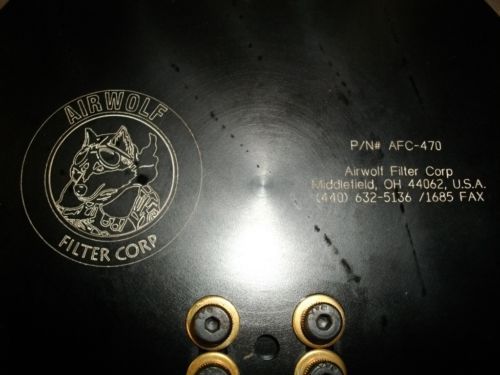 AIRWOLF
FILTER CORP
P/N# AFC-470
Airwolf Filter Corp
Middlefield, OH 44062, U.S.A.
(440) 632-5136 /1685 FAX